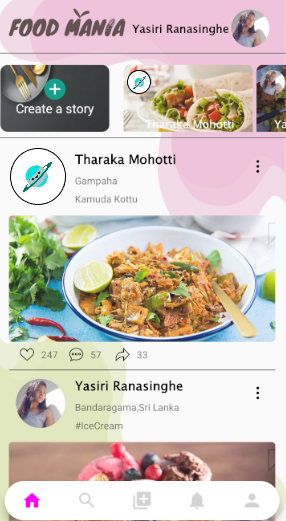 FOOD MANIA Yasiri Ranasinghe
Create a story
Tharaka Mohotti
Ya
Tharaka Mohotti
Gampaha
Kamuda Kottu
247 57 33
Yasiri Ranasinghe
Bandaragama,Sri Lanka
#IceCream